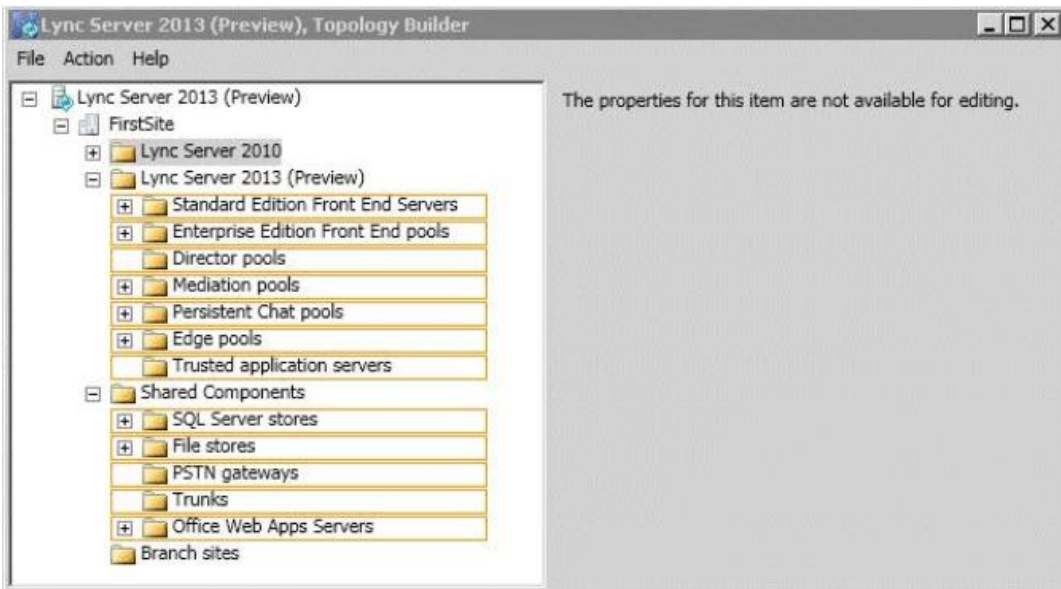 Lync Server 2013 (Preview), Topology Builder
File Action Help
Lync Server 2013 (Preview)
The properties for this item are not available for editing.
FirstSite
Lync Server 2010
Lync Server 2013 (Preview)
Standard Edition Front End Servers
Enterprise Edition Front End pools
Director pools
Mediation pools
Persistent Chat pools
Edge pools
Trusted application servers
Shared Components
SQL Server stores
File stores
PSTN gateways
Trunks
Office Web Apps Servers
Branch sites